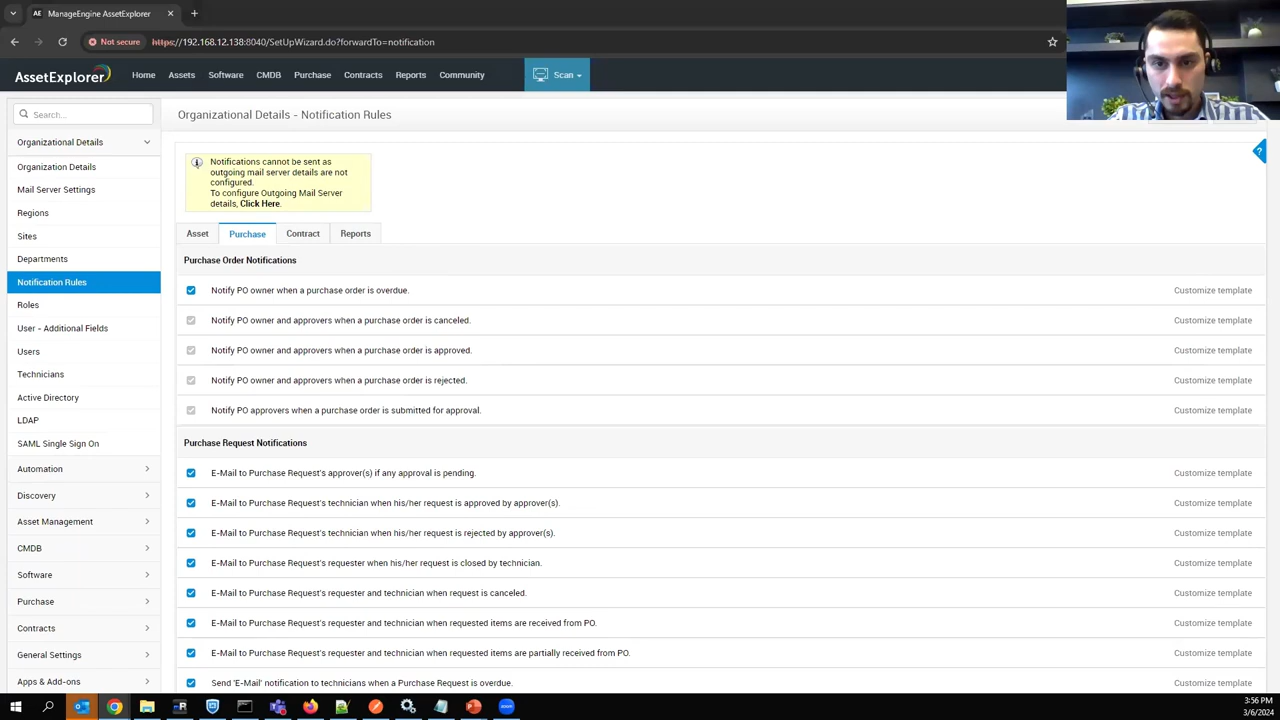 AE ManageEngine AssetExplorer
Not secure https://192.168.12.138:8040/SetUpWizard.do?forwardTo=notification
AssetExplorer Home Assets Software CMDB Purchase Contracts Reports Community Scan
Search...
Organizational Details
Organization Details
Mail Server Settings
Regions
Sites
Departments
Notification Rules
Roles
User - Additional Fields
Users
Technicians
Active Directory
LDAP
SAML Single Sign On
Automation
Discovery
Asset Management
CMDB
Software
Purchase
Contracts
General Settings
Apps & Add-ons
Organizational Details - Notification Rules
?
Notifications cannot be sent as
outgoing mail server details are not
configured.
To configure Outgoing Mail Server
details, Click Here.
Asset Purchase Contract Reports
Purchase Order Notifications
Notify PO owner when a purchase order is overdue. Customize template
Notify PO owner and approvers when a purchase order is canceled. Customize template
Notify PO owner and approvers when a purchase order is approved. Customize template
Notify PO owner and approvers when a purchase order is rejected. Customize template
Notify PO approvers when a purchase order is submitted for approval. Customize template
Purchase Request Notifications
E-Mail to Purchase Request's approver(s) if any approval is pending. Customize template
E-Mail to Purchase Request's technician when his/her request is approved by approver(s). Customize template
E-Mail to Purchase Request's technician when his/her request is rejected by approver(s). Customize template
E-Mail to Purchase Request's requester when his/her request is closed by technician. Customize template
E-Mail to Purchase Request's requester and technician when request is canceled. Customize template
E-Mail to Purchase Request's requester and technician when requested items are received from PO. Customize template
E-Mail to Purchase Request's requester and technician when requested items are partially received from PO. Customize template
Send 'E-Mail' notification to technicians when a Purchase Request is overdue. Customize template
3:56 PM
3/6/2024